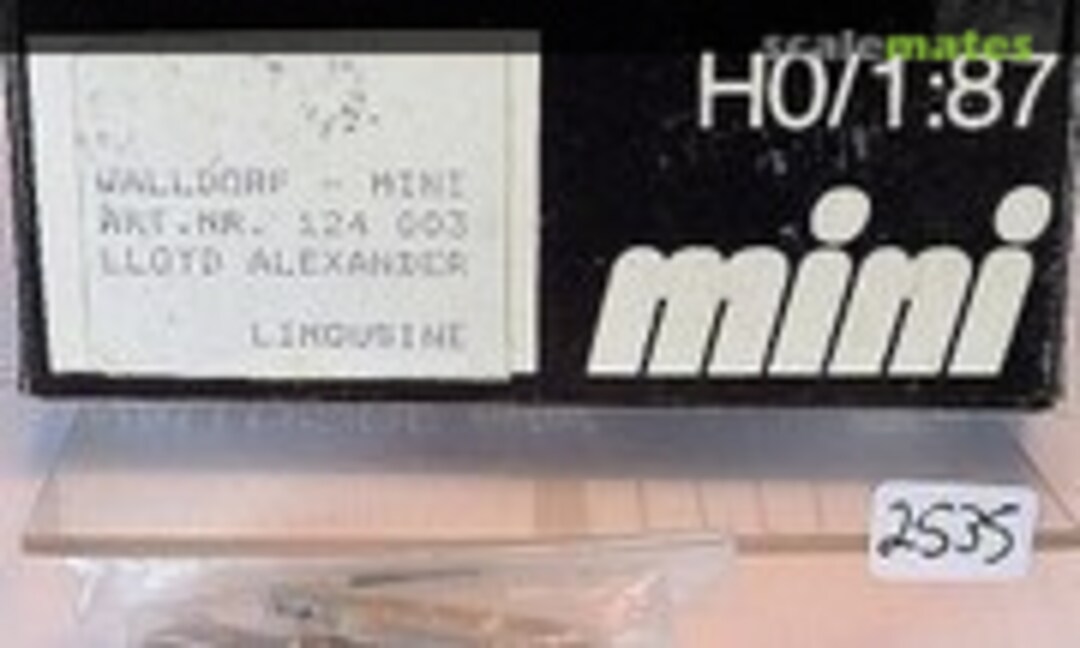 scalemates
H0/1:87
WALLDORF - MINI
ART.NR. 124 003
LLOYD ALEXANDER
LIMOUSINE
mini
2535